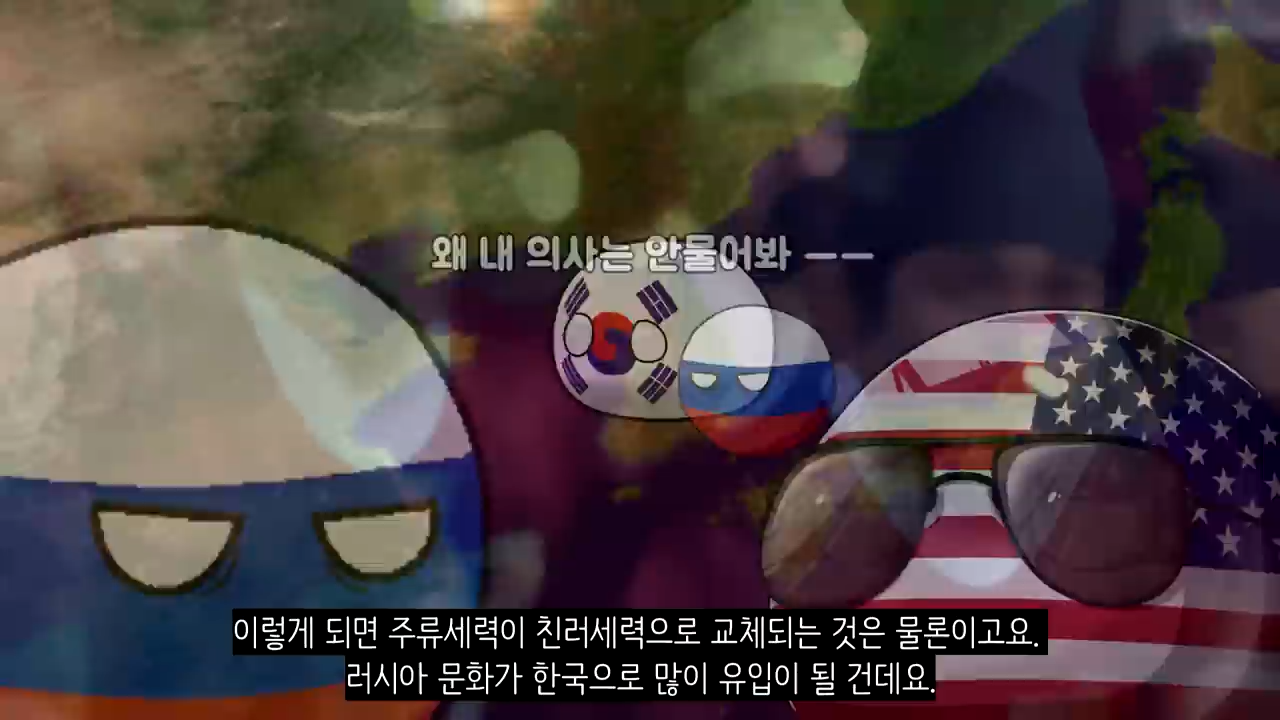 왜 내 의사는 안물어봐 ㅡㅡ
이렇게 되면 주류세력이 친러세력으로 교체되는 것은 물론이고요.
러시아 문화가 한국으로 많이 유입이 될 건데요.